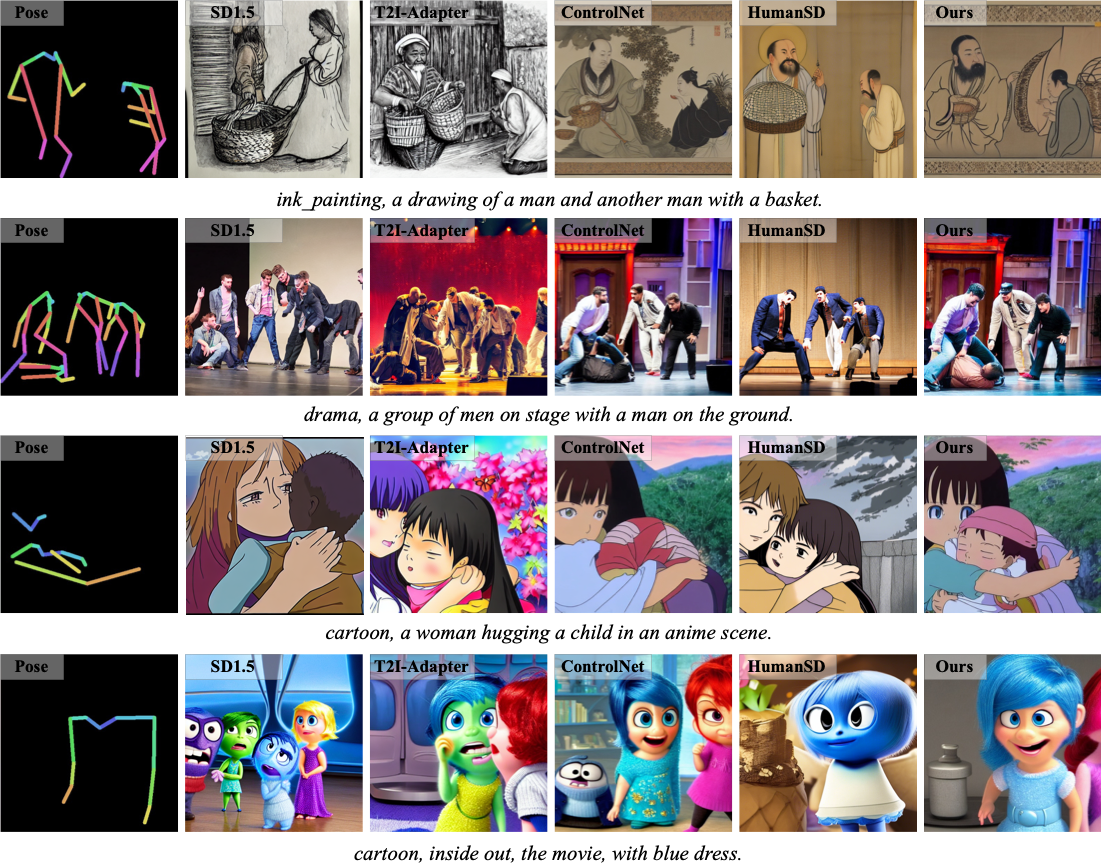 Pose SD1.5 T2I-Adapter ControlNet HumanSD Ours
ink_painting, a drawing of a man and another man with a basket.
Pose SD1.5 T2I-Adapter ControlNet HumanSD Ours
drama, a group of men on stage with a man on the ground.
Pose SD1.5 T2I-Adapter ControlNet HumanSD Ours
cartoon, a woman hugging a child in an anime scene.
Pose SD1.5 T2I-Adapter ControlNet HumanSD Ours
cartoon, inside out, the movie, with blue dress.